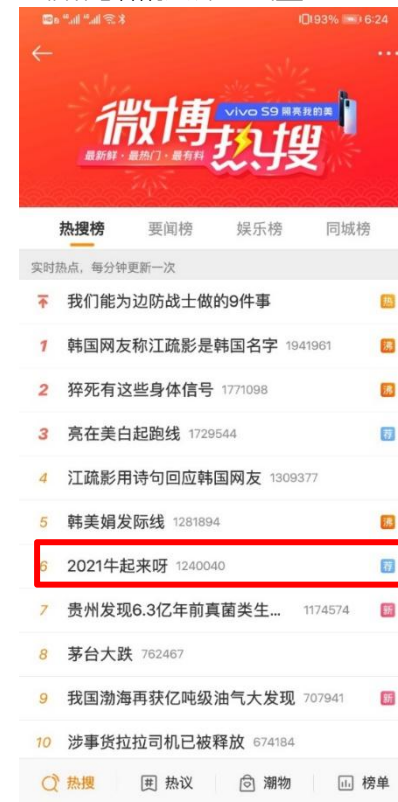 93% 6:24
微博热搜
vivo S9 照亮我的美
最新鲜·最热门·最有料
热搜榜 要闻榜 娱乐榜 同城榜
实时热点，每分钟更新一次
我们能为边防战士做的9件事 热
1 韩国网友称江疏影是韩国名字 1941961 沸
2 猝死有这些身体信号 1771098 沸
3 亮在美白起跑线 1729544 荐
4 江疏影用诗句回应韩国网友 1309377
5 韩美娟发际线 1281894 沸
6 2021牛起来呀 1240040 荐
7 贵州发现6.3亿年前真菌类生... 1174574 新
8 茅台大跌 762467
9 我国渤海再获亿吨级油气大发现 707941 新
10 涉事货拉拉司机已被释放 674184
热搜 热议 潮物 榜单